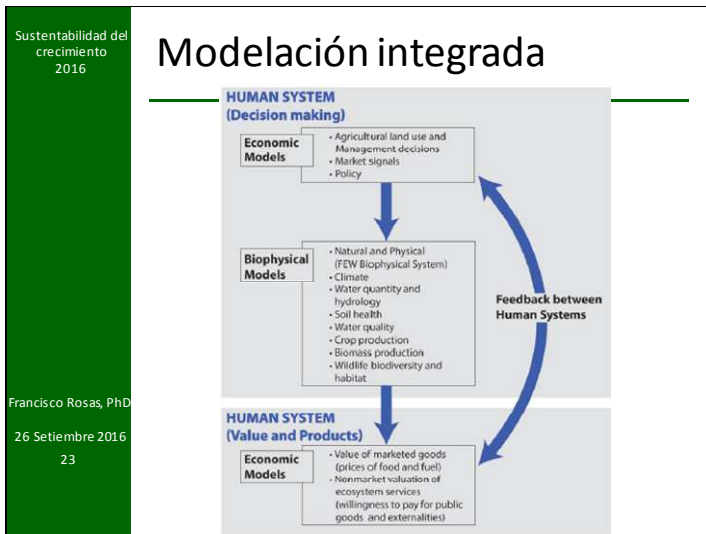 Sustentabilidad del
crecimiento
2016
Modelación integrada
HUMAN SYSTEM
(Decision making)
Economic
Models
• Agricultural land use and
Management decisions
• Market signals
• Policy
Biophysical
Models
• Natural and Physical
(FEW Biophysical System)
• Climate
• Water quantity and
hydrology
• Soil health
• Water quality
• Crop production
• Biomass production
• Wildlife biodiversity and
habitat
Feedback between
Human Systems
HUMAN SYSTEM
(Value and Products)
Economic
Models
• Value of marketed goods
(prices of food and fuel)
• Nonmarket valuation of
ecosystem services
(willingness to pay for public
goods and externalities)
Francisco Rosas, PhD
26 Setiembre 2016
23